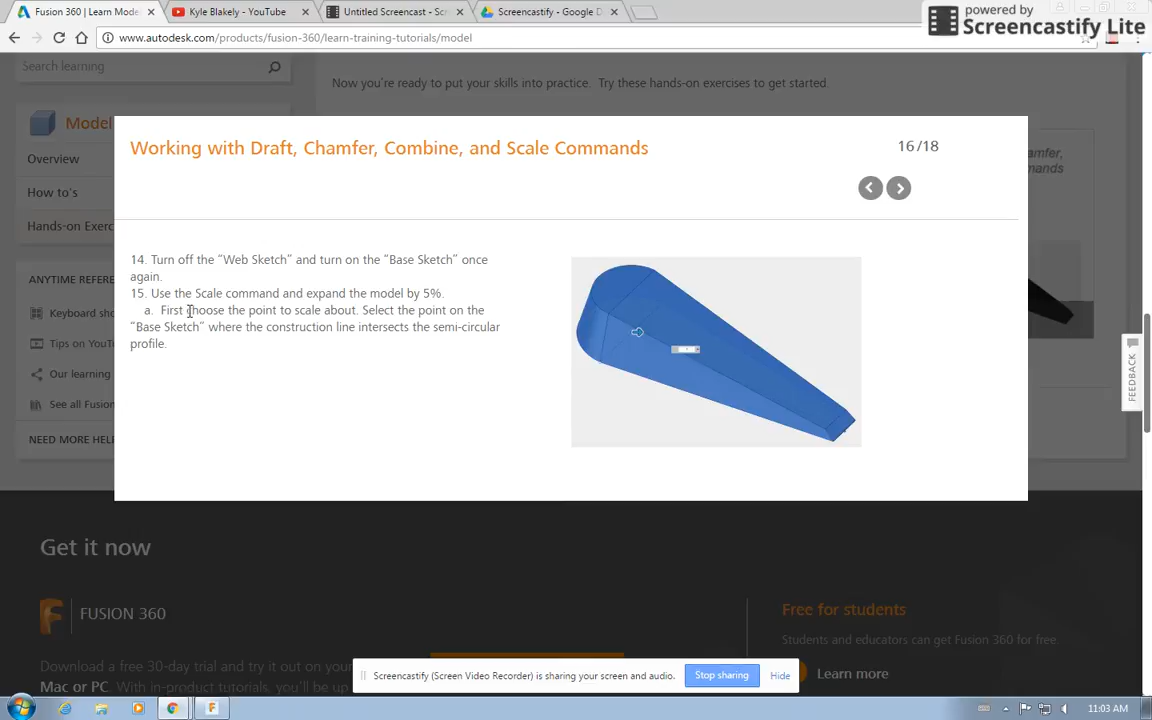 Fusion 360 | Learn Mode
Kyle Blakely - YouTube
Untitled Screencast - Scr
Screencastify - Google D
powered by
Screencastify Lite
www.autodesk.com/products/fusion-360/learn-training-tutorials/model
Search learning
Now you're ready to put your skills into practice. Try these hands-on exercises to get started.
Model
Working with Draft, Chamfer, Combine, and Scale Commands
16/18
Overview
How to's
Hands-on Exerc
ANYTIME REFERE
Keyboard sho
Tips on YouTu
Our learning
See all Fusion
NEED MORE HELP
14. Turn off the “Web Sketch” and turn on the “Base Sketch” once
again.
15. Use the Scale command and expand the model by 5%.
a. First choose the point to scale about. Select the point on the
“Base Sketch” where the construction line intersects the semi-circular
profile.
FEEDBACK
Get it now
FUSION 360
Free for students
Students and educators can get Fusion 360 for free.
Download a free 30-day trial and try it out on your
Mac or PC. With in-product tutorials, you'll be up
Learn more
Screencastify (Screen Video Recorder) is sharing your screen and audio.
Stop sharing
Hide
11:03 AM